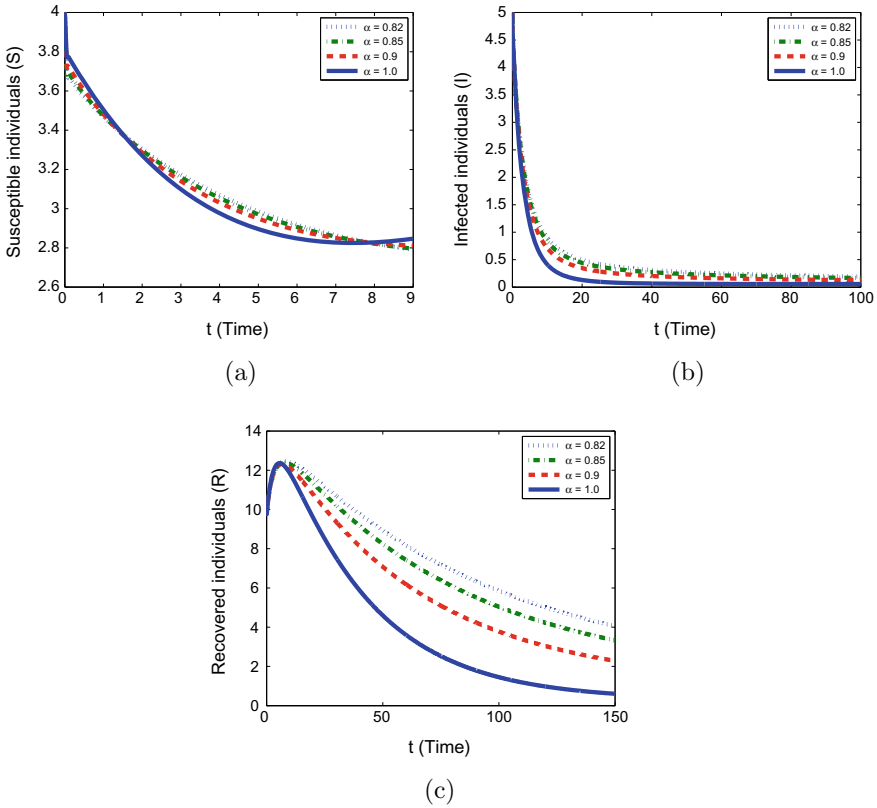 Susceptible individuals (S)
4
3.8
3.6
3.4
3.2
3
2.8
2.6
0 1 2 3 4 5 6 7 8 9
t (Time)
α = 0.82
α = 0.85
α = 0.9
α = 1.0
(a)
Infected individuals (I)
5
4.5
4
3.5
3
2.5
2
1.5
1
0.5
0
0 20 40 60 80 100
t (Time)
α = 0.82
α = 0.85
α = 0.9
α = 1.0
(b)
Recovered individuals (R)
14
12
10
8
6
4
2
0
0 50 100 150
t (Time)
α = 0.82
α = 0.85
α = 0.9
α = 1.0
(c)